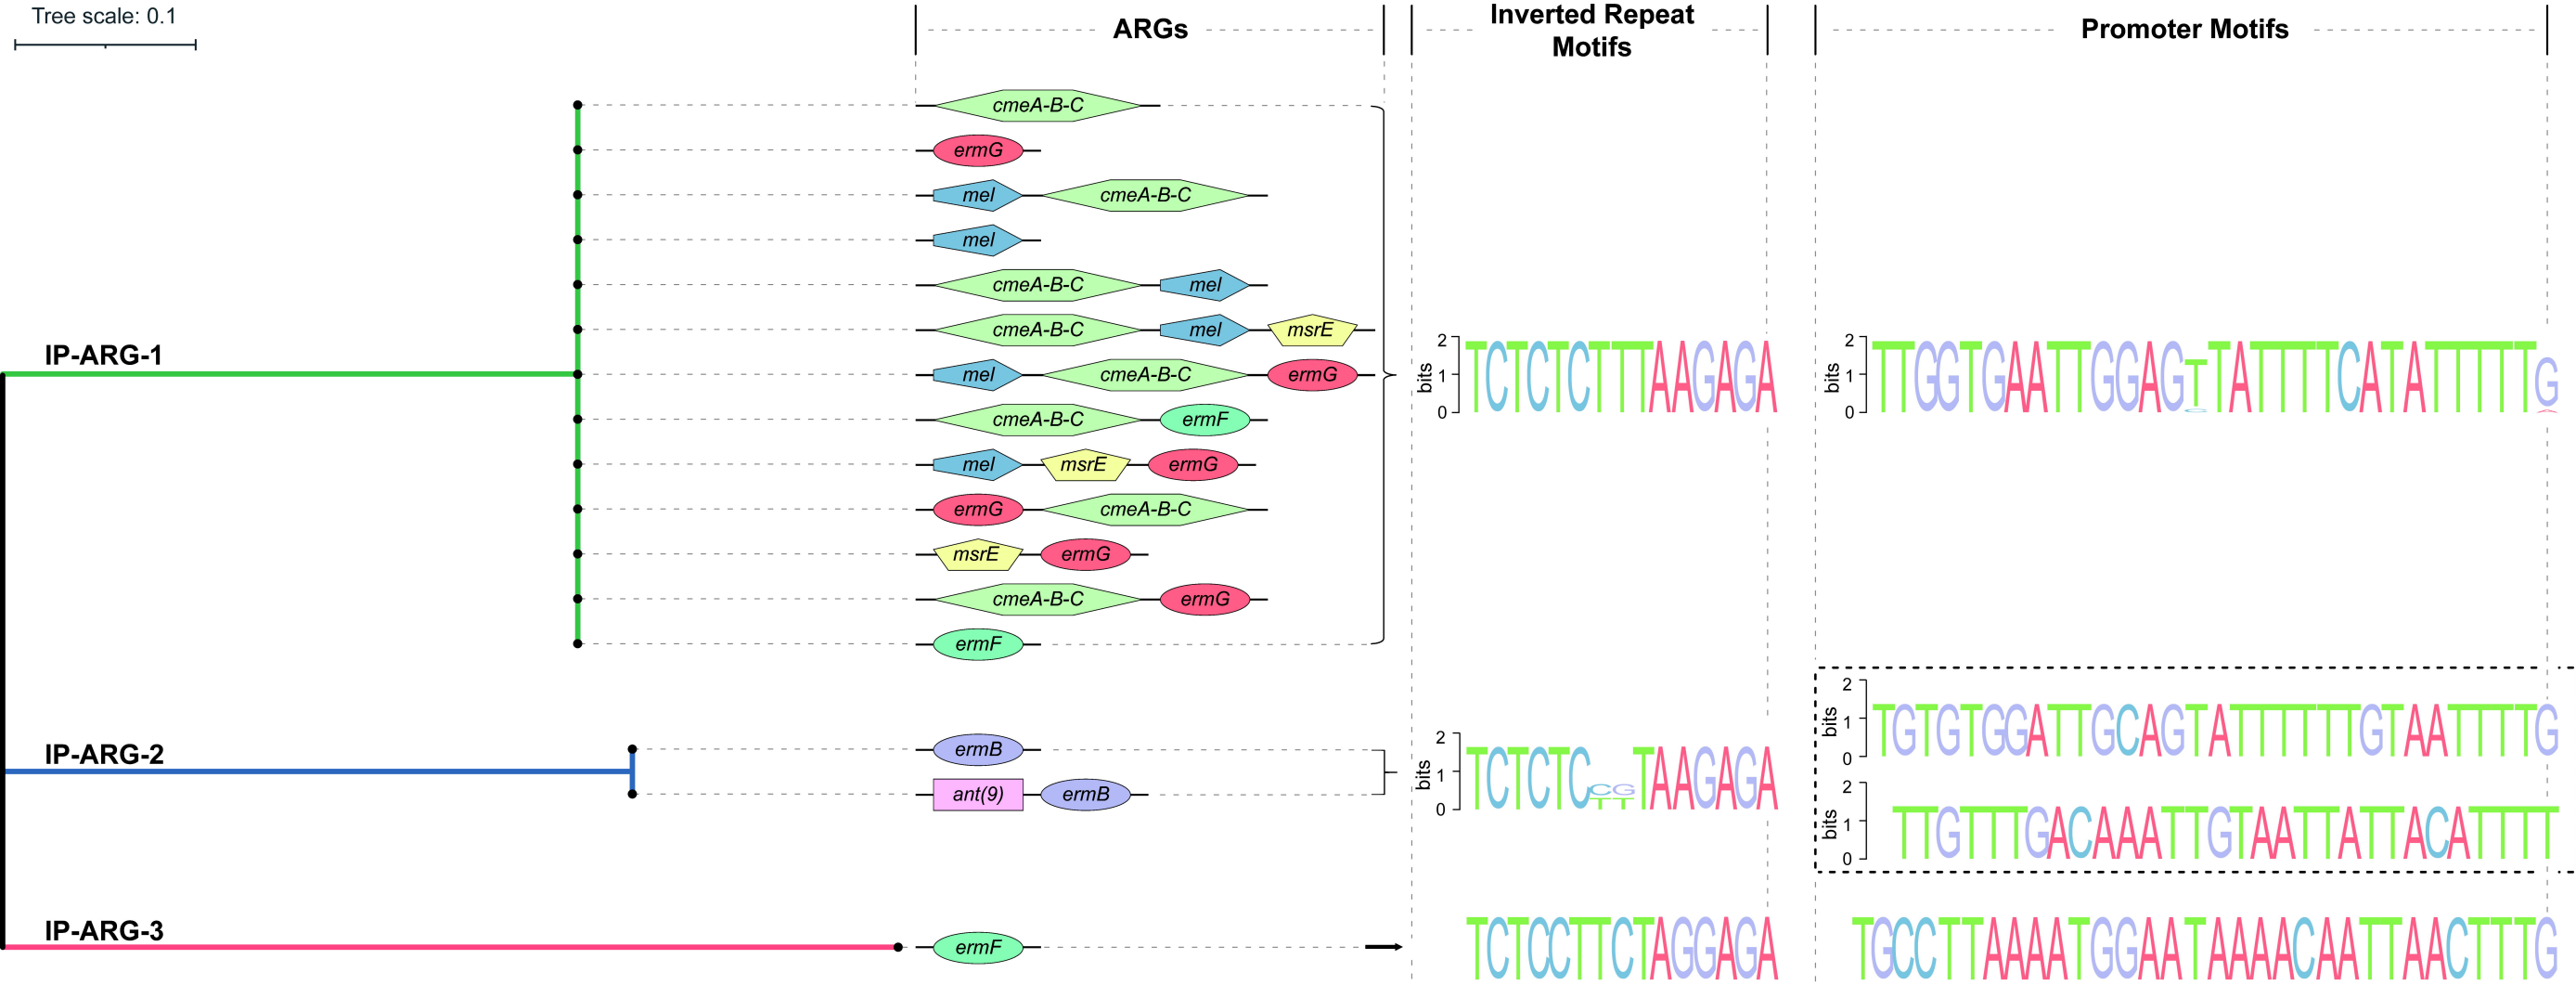 Tree scale: 0.1
ARGs
Inverted Repeat
Motifs
Promoter Motifs
cmeA-B-C
ermG
mel cmeA-B-C
mel
cmeA-B-C mel
cmeA-B-C mel msrE
IP-ARG-1
mel cmeA-B-C ermG
cmeA-B-C ermF
mel msrE ermG
ermG cmeA-B-C
msrE ermG
cmeA-B-C ermG
ermF
2
1
0
bits
TCTCTCTTTAAGAGA
2
1
0
bits
TTGGTGAATTGGAGTTATTTTCATATTTTTG
C A
IP-ARG-2
ermB
ant(9) ermB
2
1
0
bits
TCTCTCCGTAAGAGA
TT
2
1
0
bits
TGTGTGGATTGCAGTATTTTTTGTAATTTTG
2
1
0
bits
TTGTTTGACAAATTGTAATTATTACATTTT
IP-ARG-3
ermF
TCTCCTTCTAGGAGA
TGCCTTAAAATGGAATAAAACAATTAACTTTG